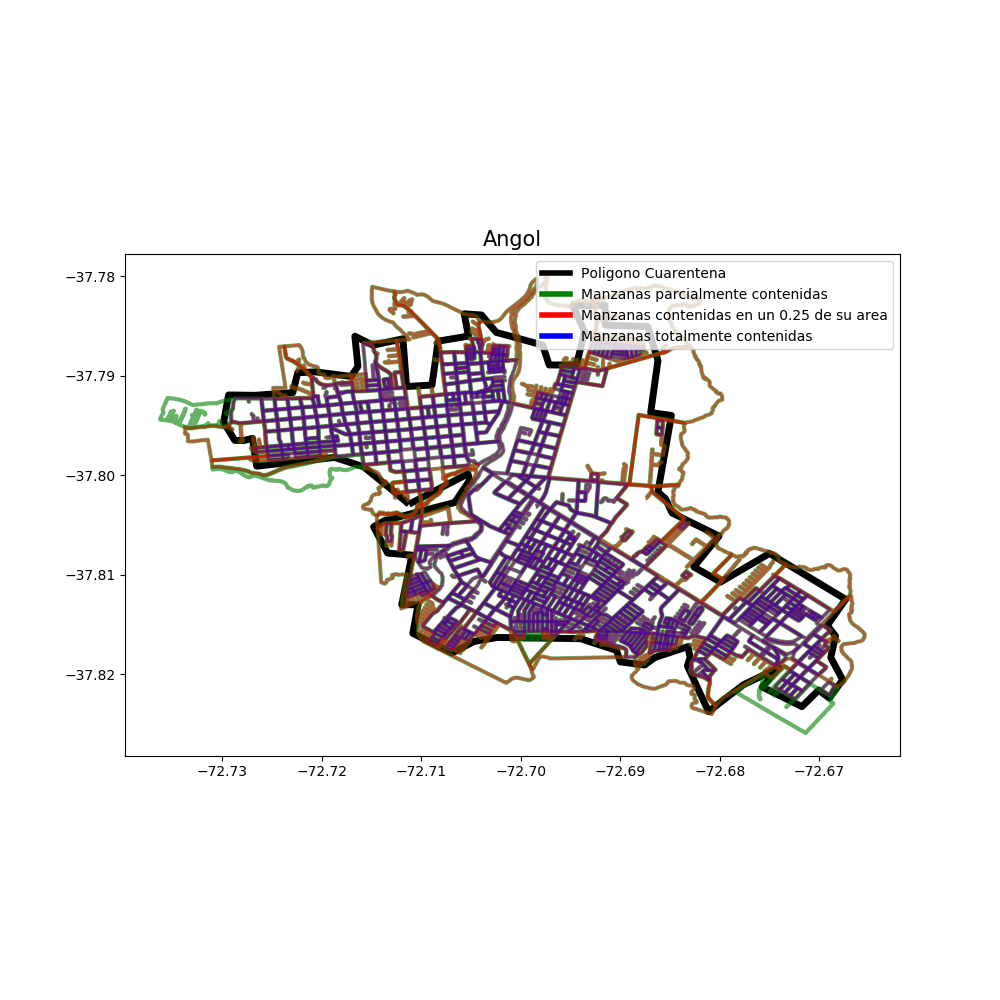 Angol
Poligono Cuarentena
Manzanas parcialmente contenidas
Manzanas contenidas en un 0.25 de su area
Manzanas totalmente contenidas
−37.78
−37.79
−37.80
−37.81
−37.82
−72.73 −72.72 −72.71 −72.70 −72.69 −72.68 −72.67